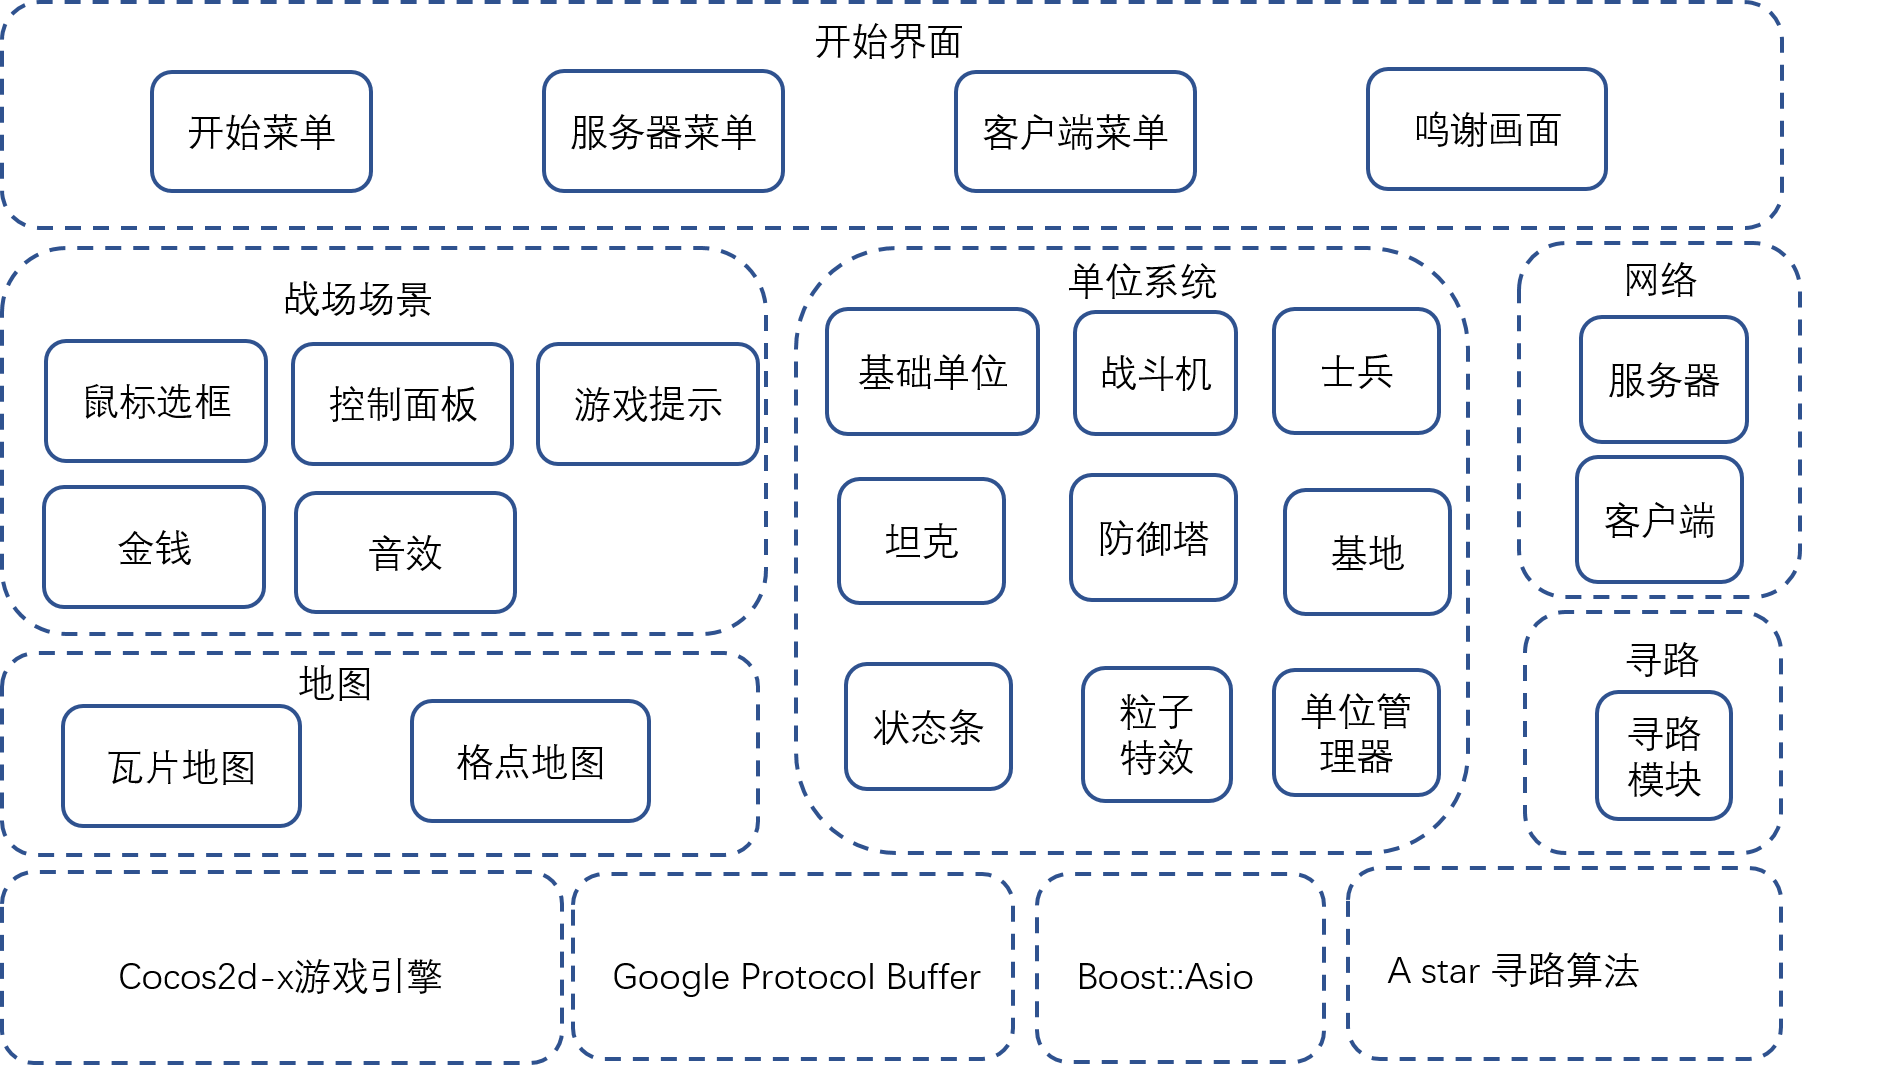 开始界面
开始菜单
服务器菜单
客户端菜单
鸣谢画面
战场场景
鼠标选框
控制面板
游戏提示
金钱
音效
单位系统
基础单位
战斗机
士兵
坦克
防御塔
基地
状态条
粒子
特效
单位管
理器
网络
服务器
客户端
地图
瓦片地图
格点地图
寻路
寻路
模块
Cocos2d-x游戏引擎
Google Protocol Buffer
Boost::Asio
A star 寻路算法